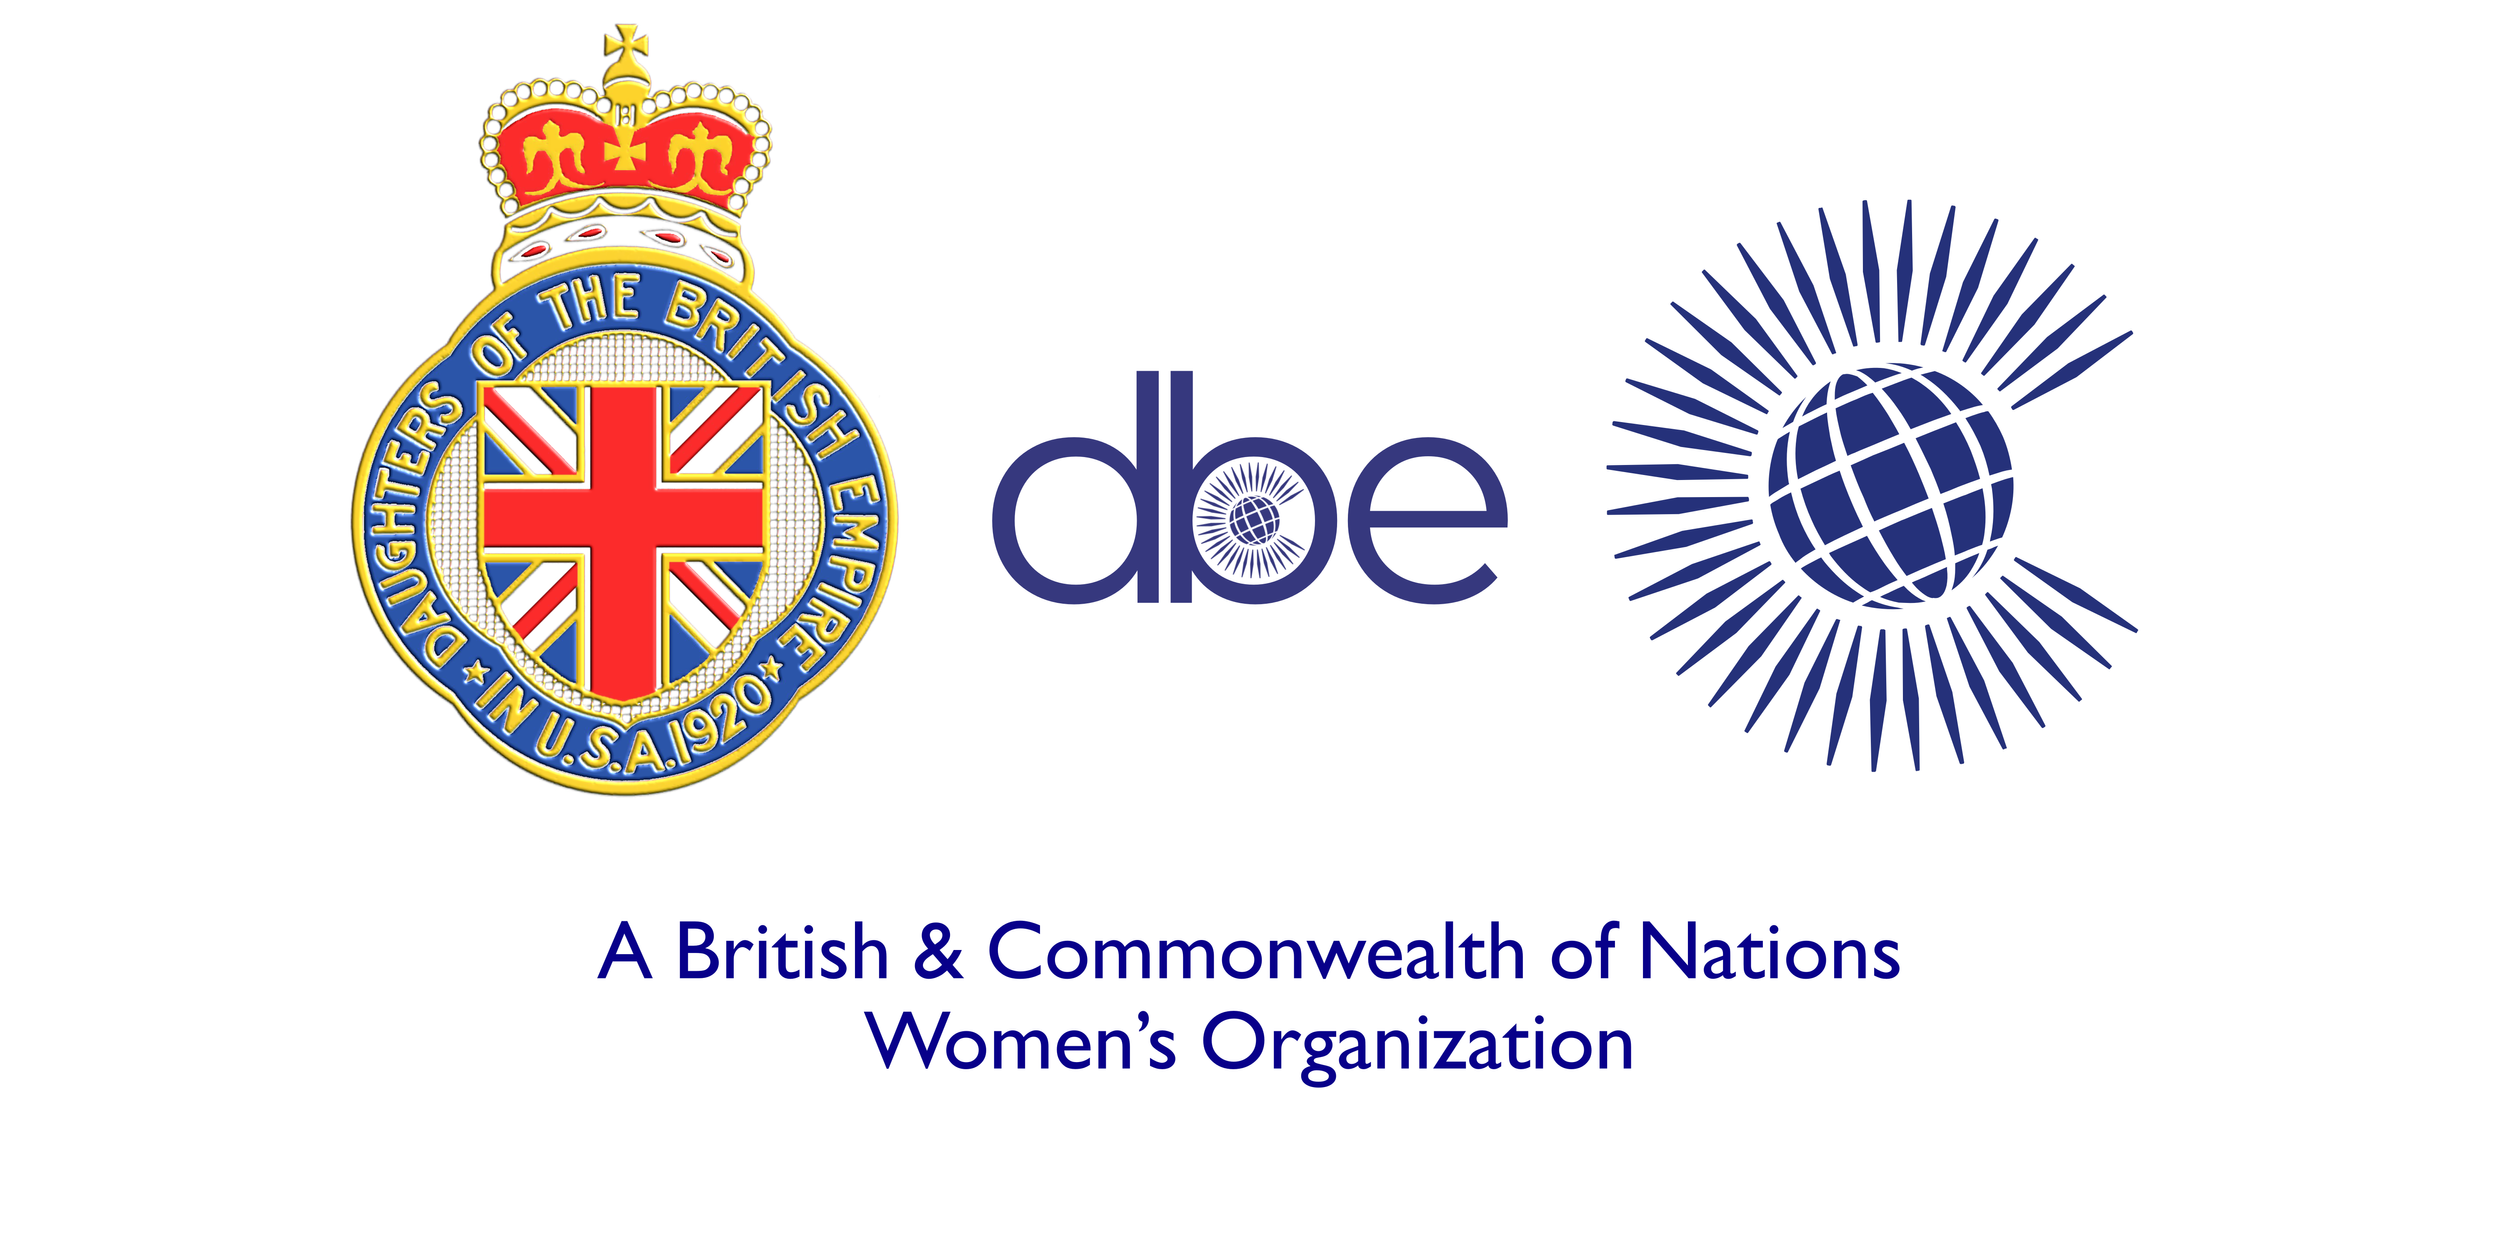 DAUGHTERS OF THE BRITISH EMPIRE
IN U.S.A. 1920
dbe
A British & Commonwealth of Nations
Women’s Organization